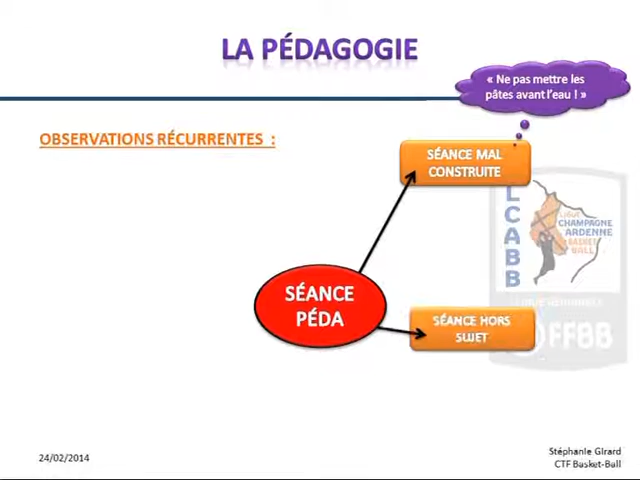 LA PÉDAGOGIE
« Ne pas mettre les
pâtes avant l'eau ! »
OBSERVATIONS RÉCURRENTES :
SÉANCE MAL
CONSTRUITE
LCABB
LIGUE
CHAMPAGNE
ARDENNE
BASKET
BALL
SÉANCE
PÉDA
SÉANCE HORS
SUJET
FFBB
24/02/2014
Stéphanie Girard
CTF Basket-Ball